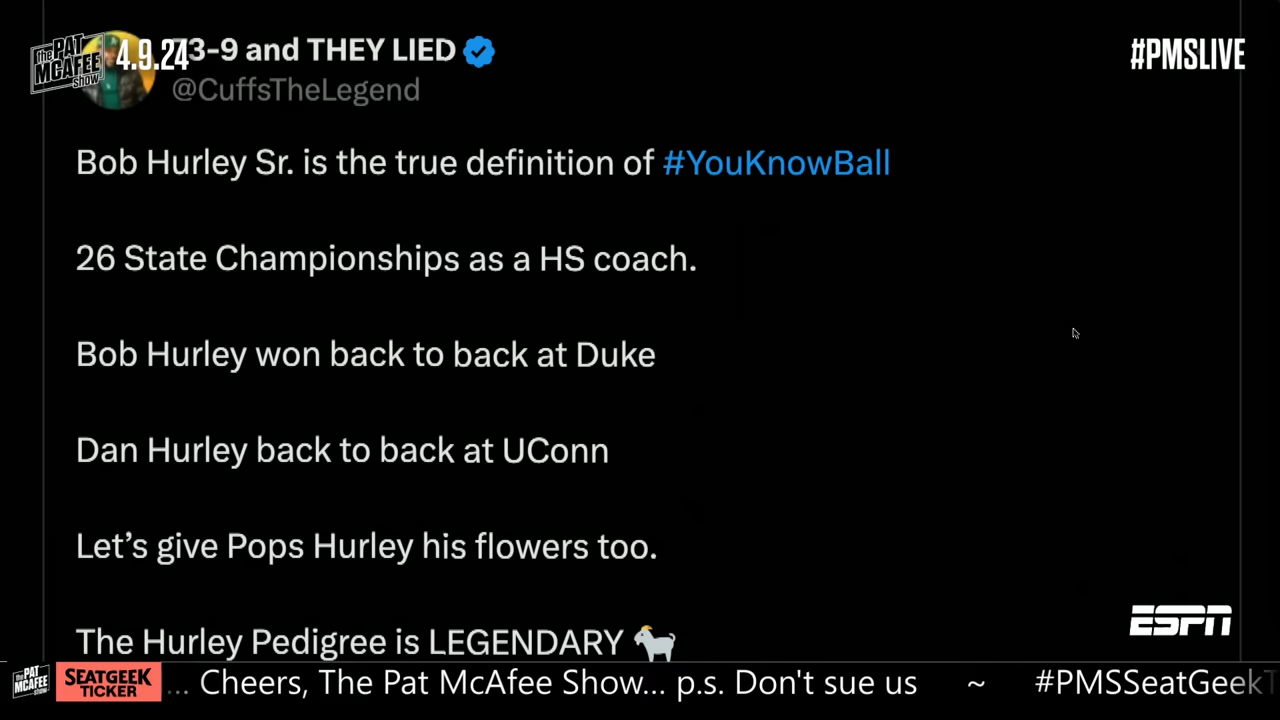 The PAT MCAFEE Show
4.9.24
73-9 and THEY LIED
#PMSLIVE
@CuffsTheLegend
Bob Hurley Sr. is the true definition of #YouKnowBall
26 State Championships as a HS coach.
Bob Hurley won back to back at Duke
Dan Hurley back to back at UConn
Let’s give Pops Hurley his flowers too.
The Hurley Pedigree is LEGENDARY 🐐
ESPN
The PAT MCAFEE Show
SEATGEEK
TICKER
... Cheers, The Pat McAfee Show... p.s. Don't sue us ~ #PMSSeatGeekT